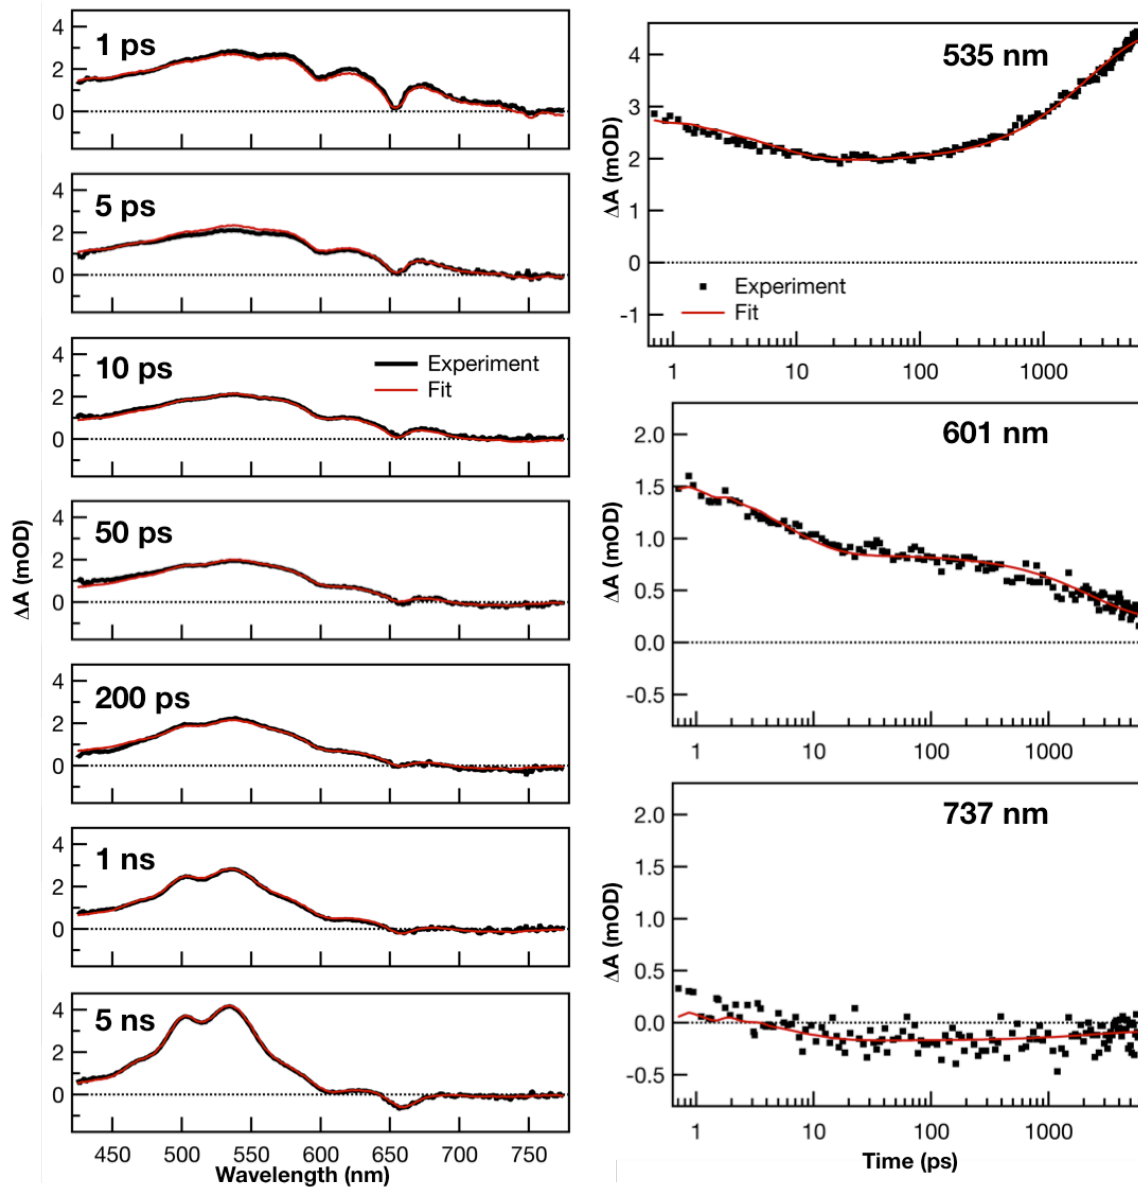 1 ps
4
2
0
5 ps
4
2
0
10 ps
Experiment
Fit
4
2
0
50 ps
4
2
0
200 ps
4
2
0
1 ns
4
2
0
5 ns
4
2
0
ΔA (mOD)
450 500 550 600 650 700 750
Wavelength (nm)
535 nm
4
3
2
1
0
-1
ΔA (mOD)
Experiment
Fit
1 10 100 1000
601 nm
2.0
1.5
1.0
0.5
0.0
-0.5
ΔA (mOD)
1 10 100 1000
737 nm
2.0
1.5
1.0
0.5
0.0
-0.5
ΔA (mOD)
1 10 100 1000
Time (ps)